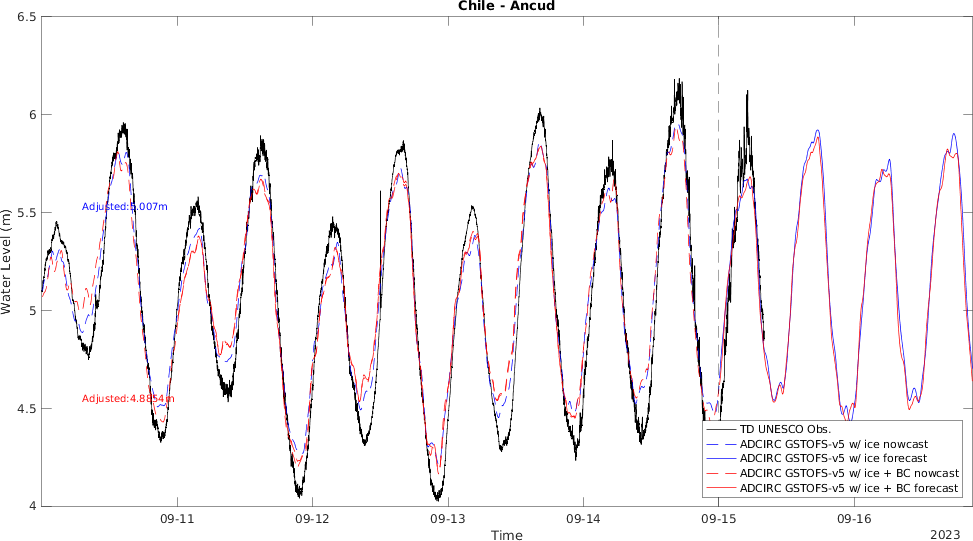 Chile - Ancud
6.5
6
5.5
5
4.5
4
Water Level (m)
Adjusted:5.007m
Adjusted:4.8854m
TD UNESCO Obs.
ADCIRC GSTOFS-v5 w/ ice nowcast
ADCIRC GSTOFS-v5 w/ ice forecast
ADCIRC GSTOFS-v5 w/ ice + BC nowcast
ADCIRC GSTOFS-v5 w/ ice + BC forecast
09-11
09-12
09-13
09-14
09-15
09-16
Time
2023